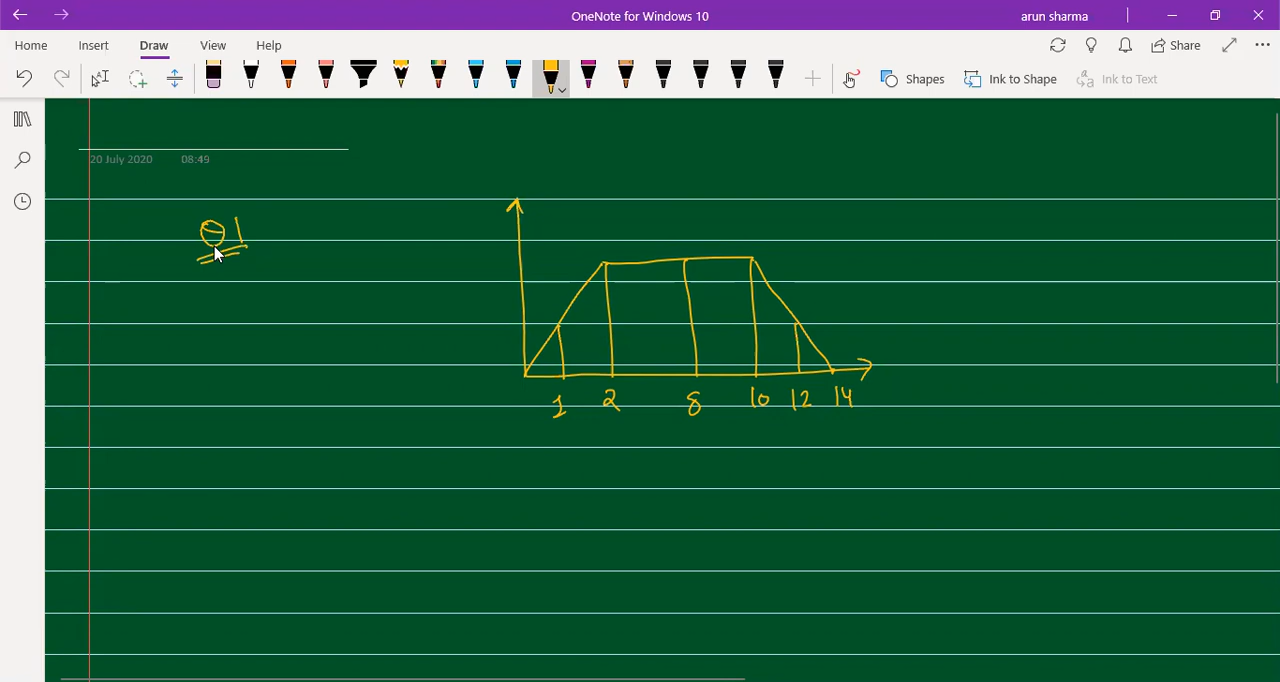 OneNote for Windows 10
arun sharma
Home Insert Draw View Help
Share
Shapes
Ink to Shape
Ink to Text
20 July 2020 08:49
Q1
1 2 8 10 12 14